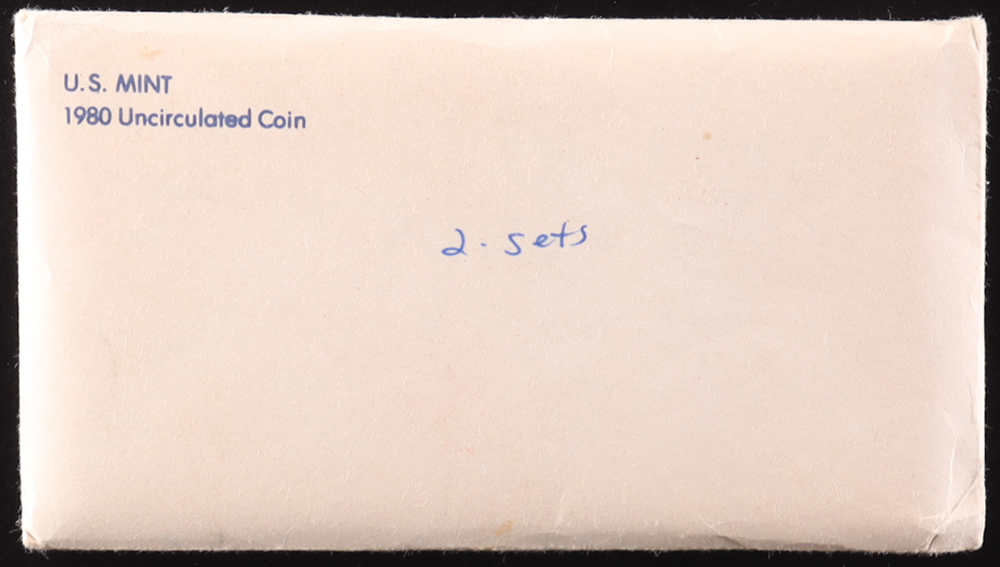 U.S. MINT
1980 Uncirculated Coin
2. sets